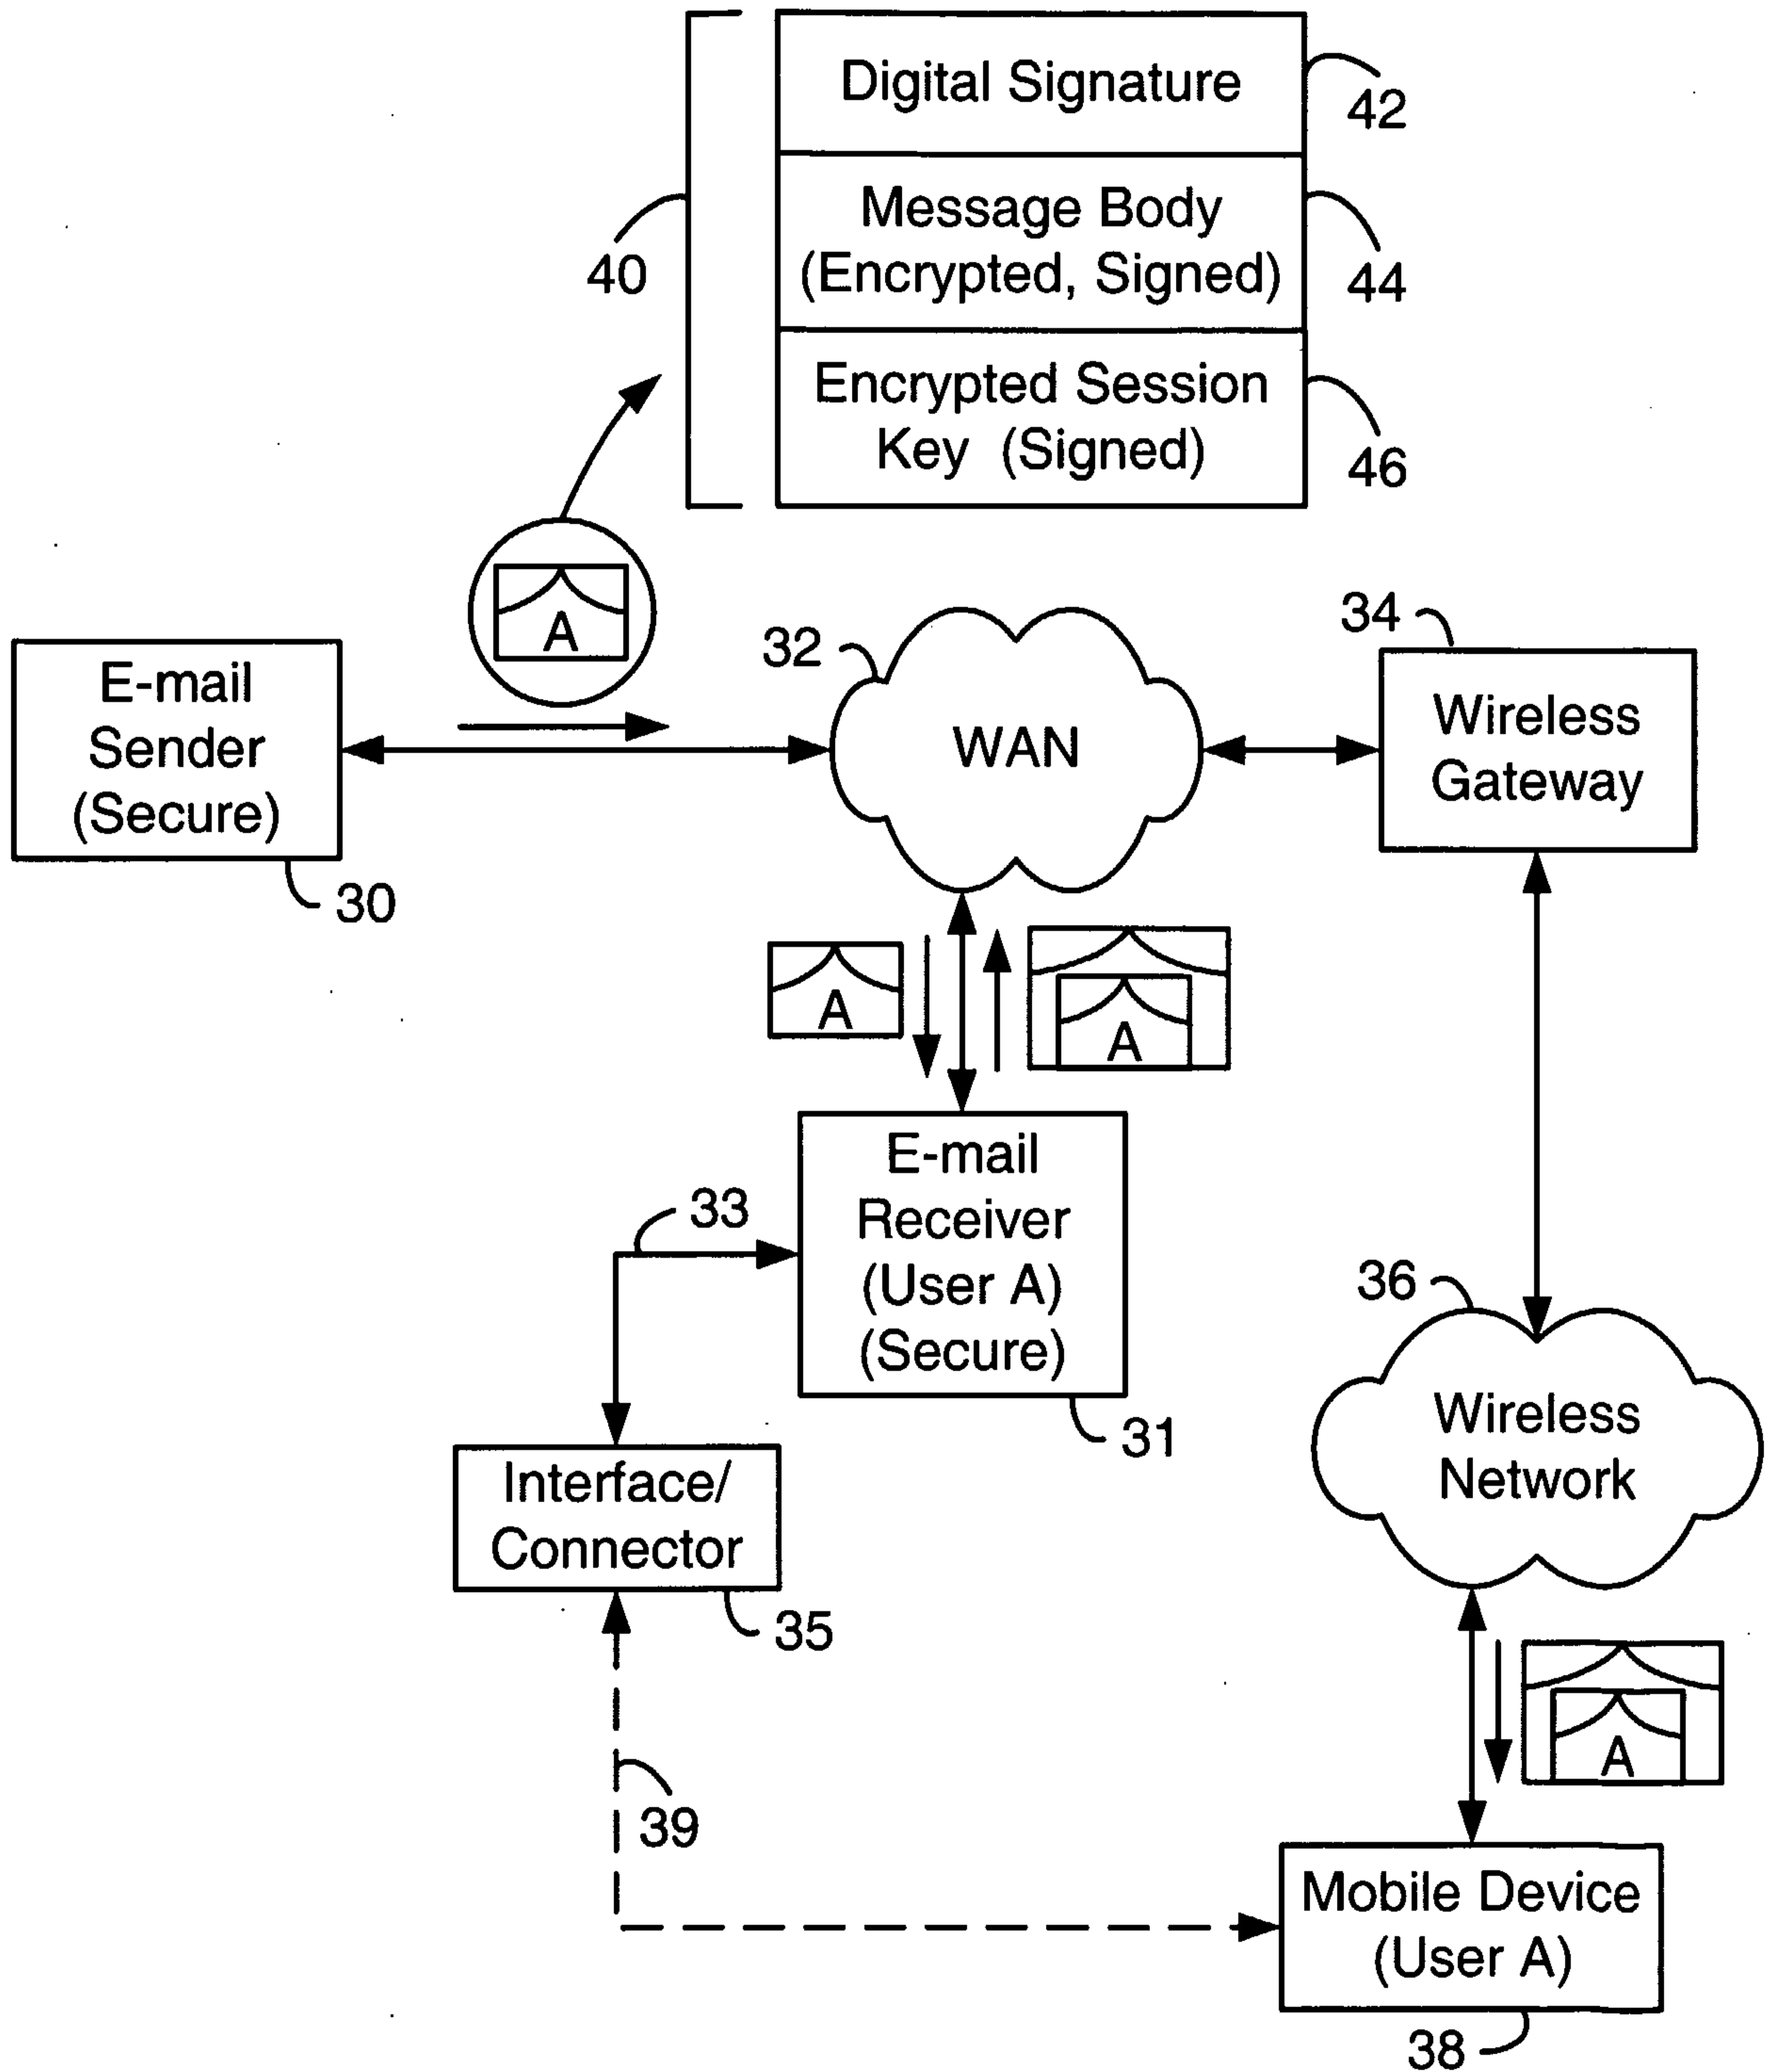 Digital Signature
42
Message Body
(Encrypted, Signed)
44
40
Encrypted Session
Key (Signed)
46
A
E-mail
Sender
(Secure)
30
32
WAN
34
Wireless
Gateway
A
A
E-mail
Receiver
(User A)
(Secure)
31
33
Interface/
Connector
35
36
Wireless
Network
39
A
Mobile Device
(User A)
38